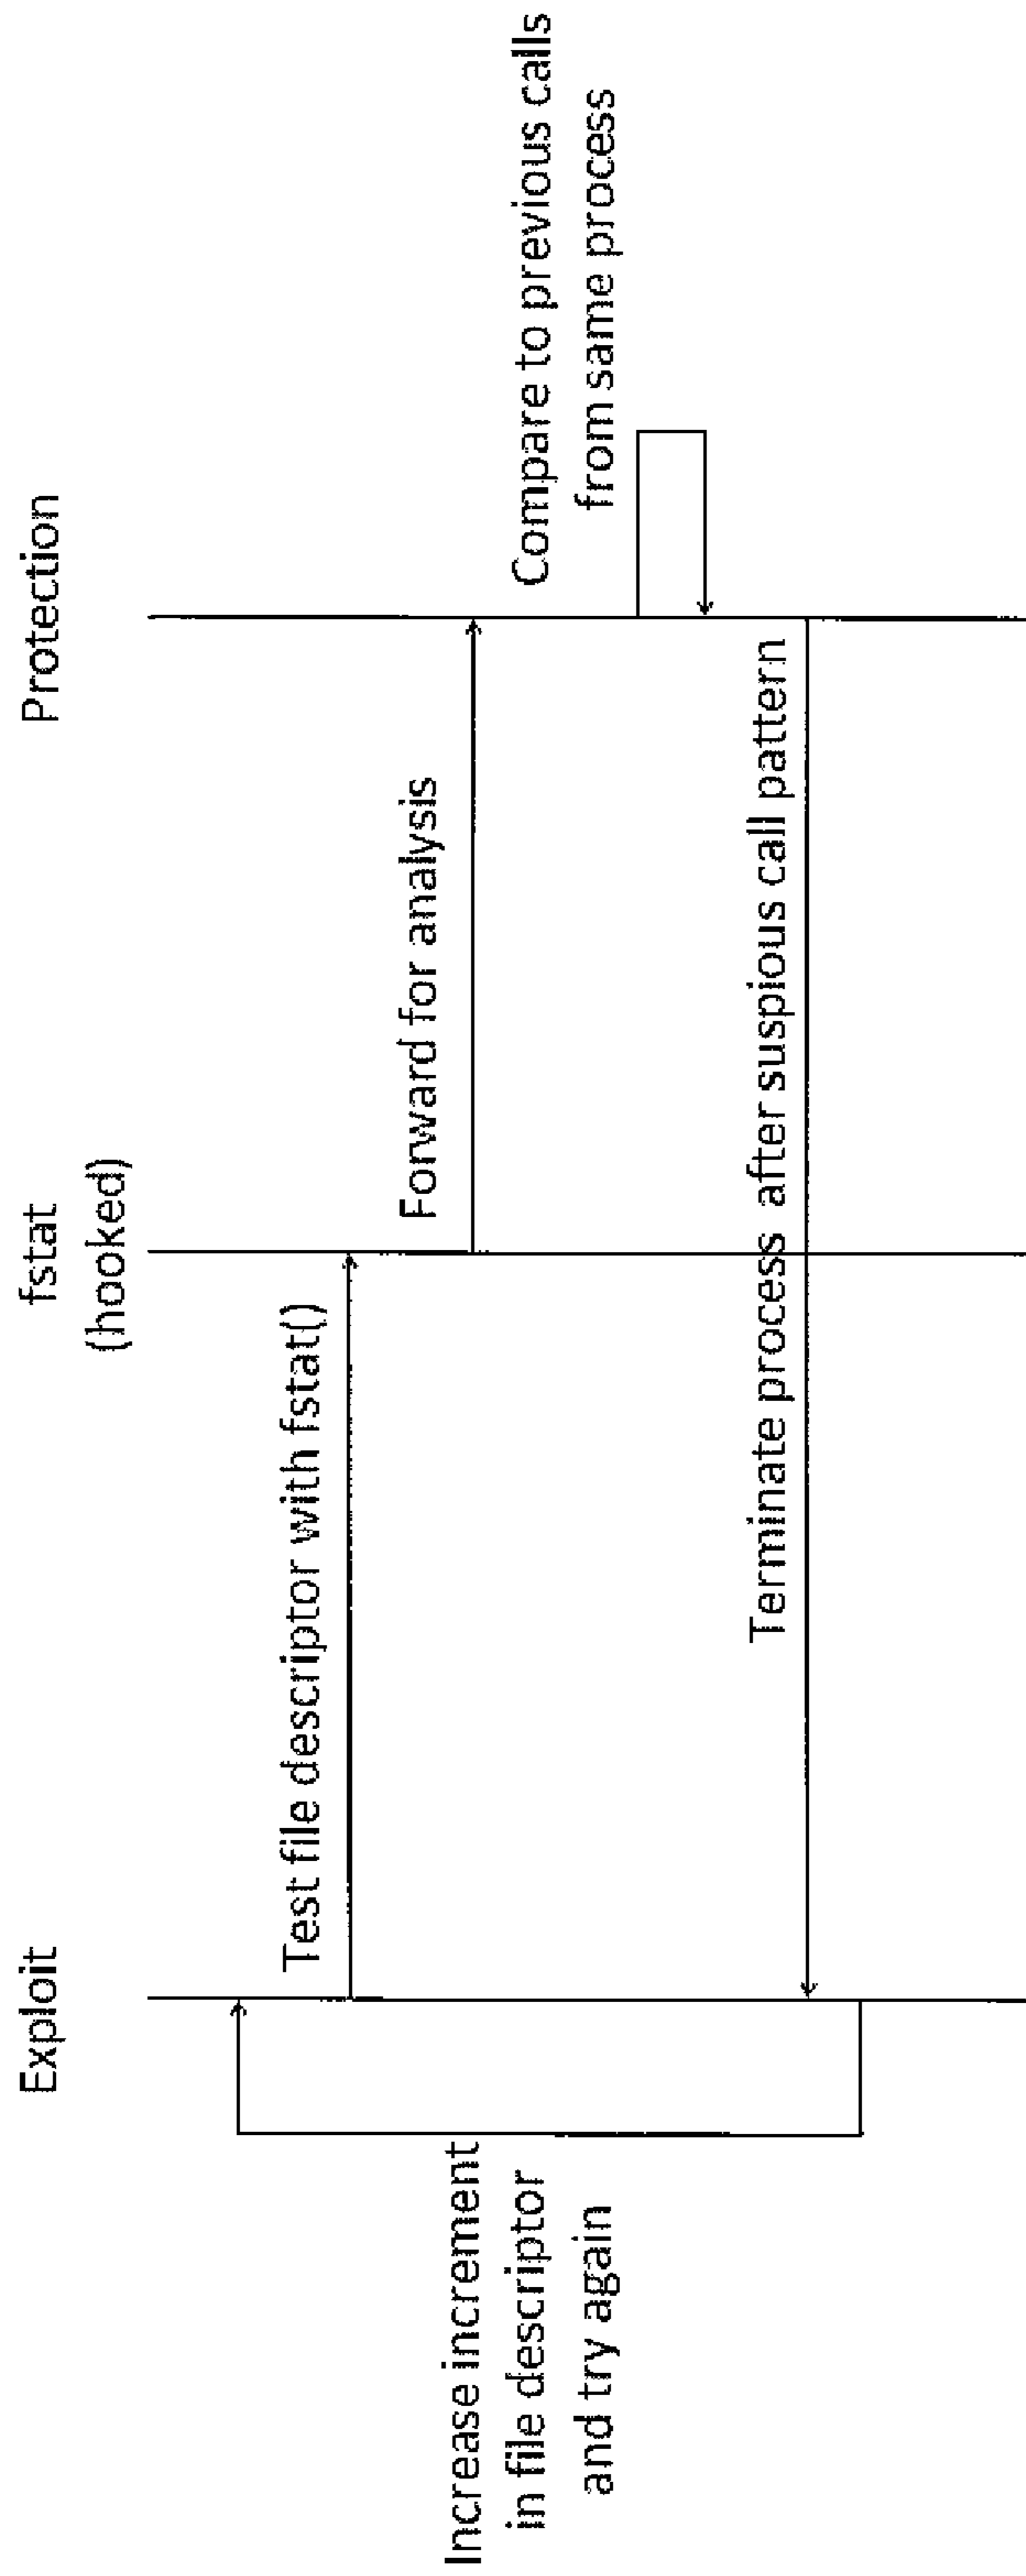 Exploit
fstat
(hooked)
Protection
Test file descriptor with fstat()
Forward for analysis
Increase increment
in file descriptor
and try again
Compare to previous calls
from same process
Terminate process after suspious call pattern